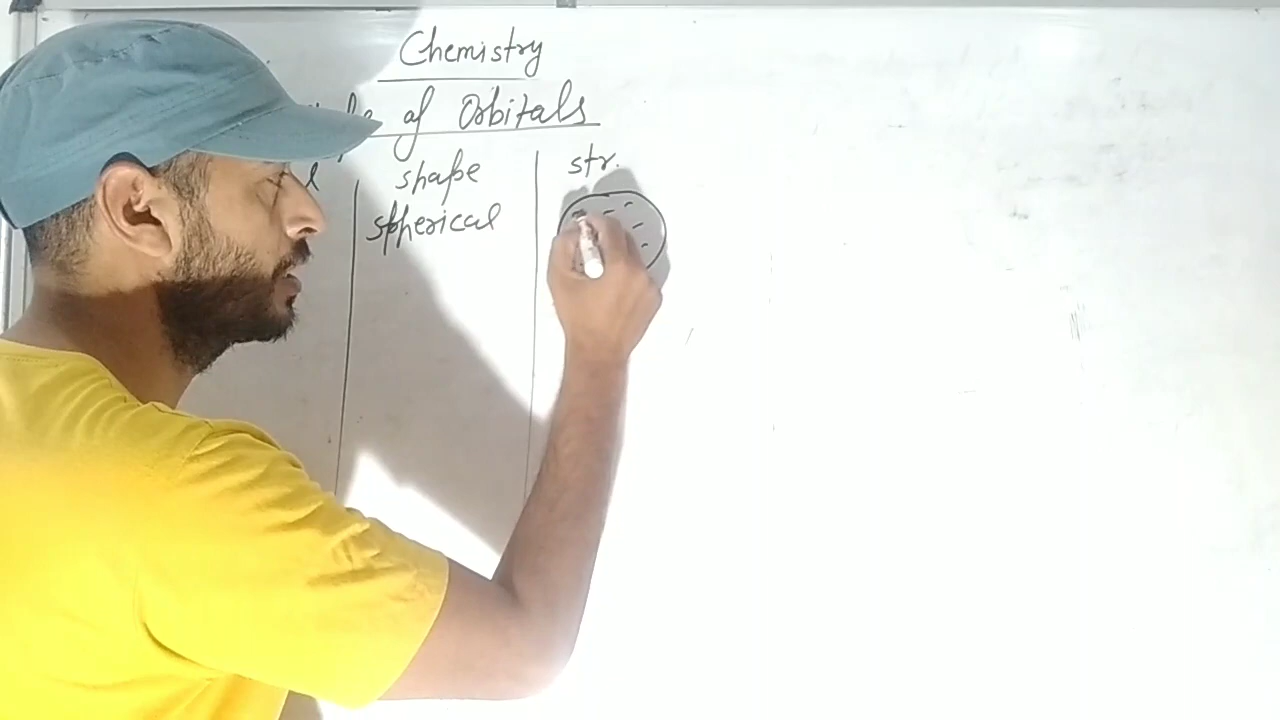 Chemistry
of Orbitals
shape
str.
spherical